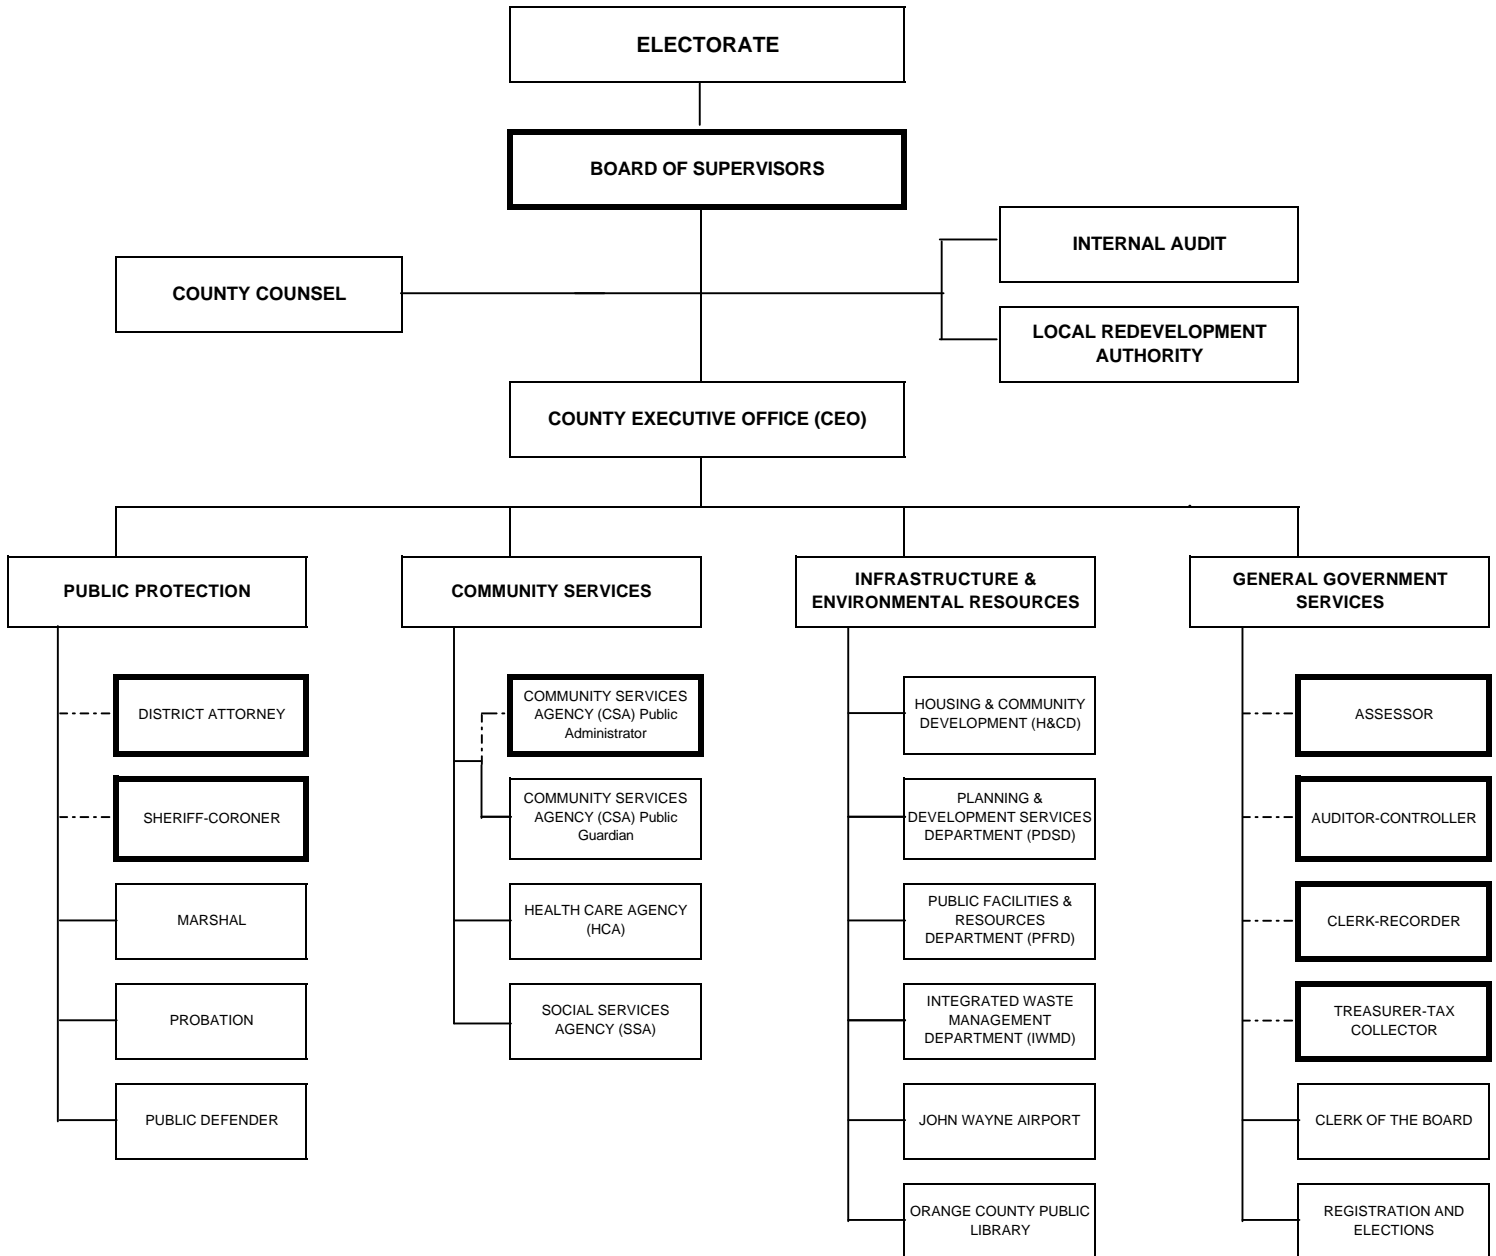 ELECTORATE
BOARD OF SUPERVISORS
INTERNAL AUDIT
COUNTY COUNSEL
LOCAL REDEVELOPMENT
AUTHORITY
COUNTY EXECUTIVE OFFICE (CEO)
PUBLIC PROTECTION
DISTRICT ATTORNEY
SHERIFF-CORONER
MARSHAL
PROBATION
PUBLIC DEFENDER
COMMUNITY SERVICES
COMMUNITY SERVICES
AGENCY (CSA) Public
Administrator
COMMUNITY SERVICES
AGENCY (CSA) Public
Guardian
HEALTH CARE AGENCY
(HCA)
SOCIAL SERVICES
AGENCY (SSA)
INFRASTRUCTURE &
ENVIRONMENTAL RESOURCES
HOUSING & COMMUNITY
DEVELOPMENT (H&CD)
PLANNING &
DEVELOPMENT SERVICES
DEPARTMENT (PDSD)
PUBLIC FACILITIES &
RESOURCES
DEPARTMENT (PFRD)
INTEGRATED WASTE
MANAGEMENT
DEPARTMENT (IWMD)
JOHN WAYNE AIRPORT
ORANGE COUNTY PUBLIC
LIBRARY
GENERAL GOVERNMENT
SERVICES
ASSESSOR
AUDITOR-CONTROLLER
CLERK-RECORDER
TREASURER-TAX
COLLECTOR
CLERK OF THE BOARD
REGISTRATION AND
ELECTIONS